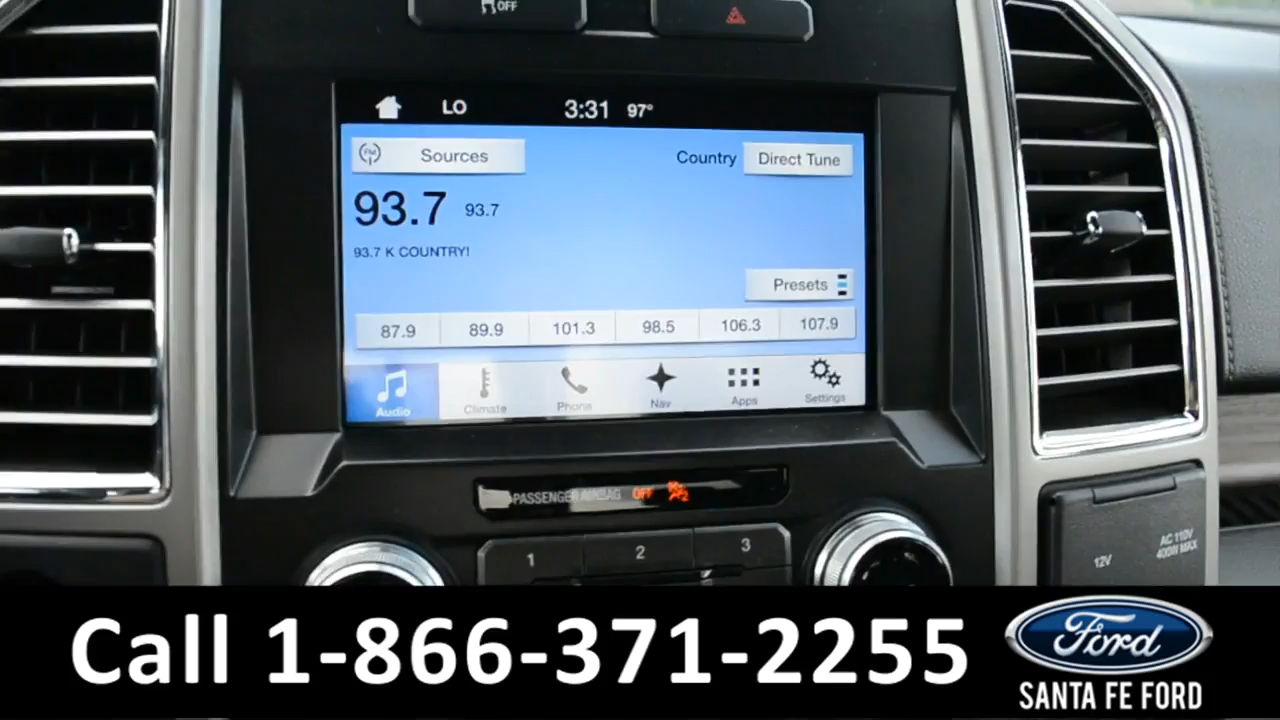 OFF
LO 3:31 97°
FM Sources Country Direct Tune
93.7 93.7
93.7 K COUNTRY!
Presets
87.9 89.9 101.3 98.5 106.3 107.9
Audio Climate Phone Nav Apps Settings
PASSENGER AIRBAG OFF
1 2 3
12V
AC 110V
400W MAX
Call 1-866-371-2255
Ford
SANTA FE FORD